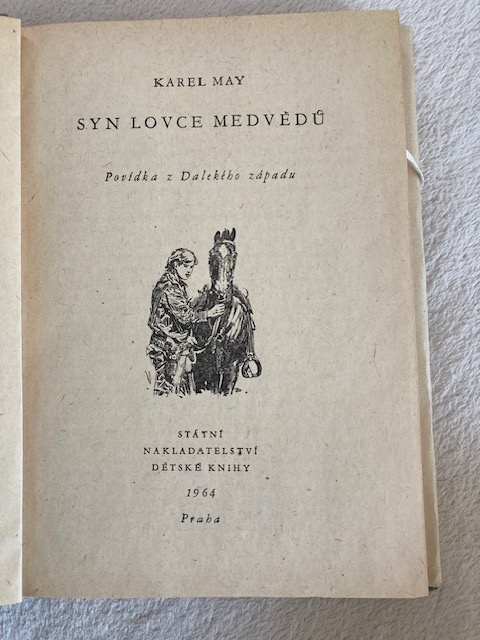 KAREL MAY
SYN LOVCE MEDVĚDŮ
Povídka z Dalekého západu
STÁTNÍ
NAKLADATELSTVÍ
DĚTSKÉ KNIHY
1964
Praha